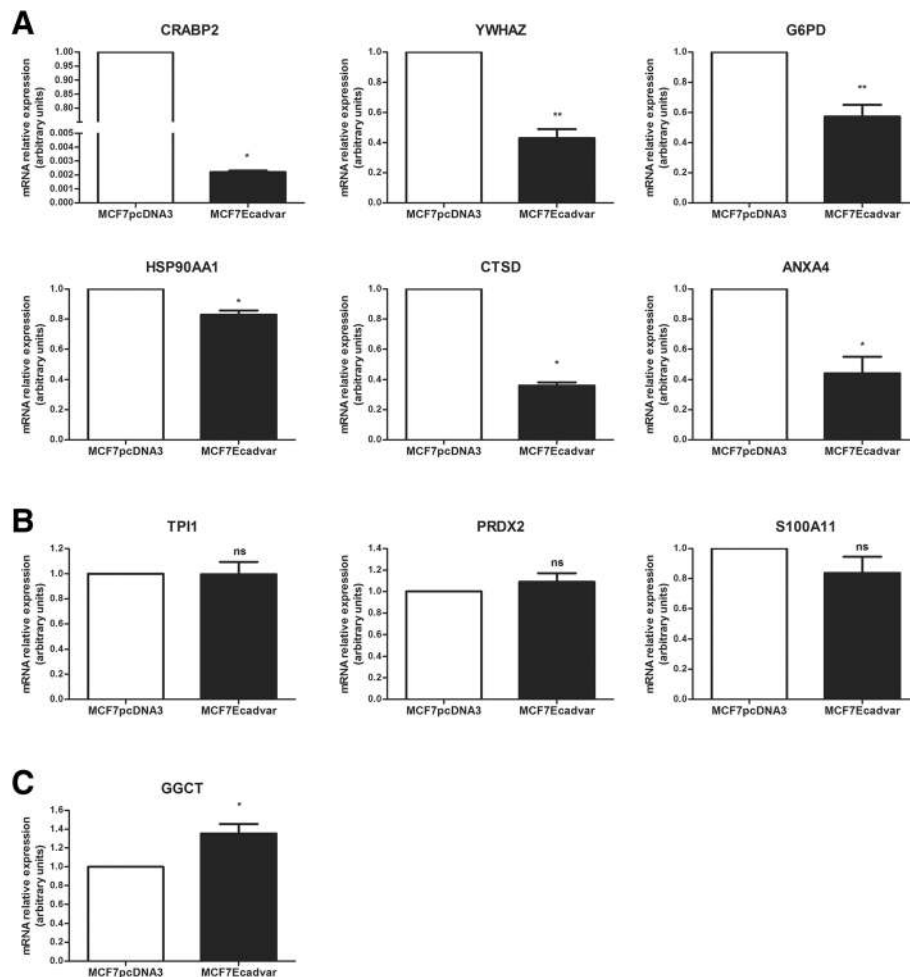 A
CRABP2
mRNA relative expression
(arbitrary units)
1.00
0.95
0.90
0.85
0.80
0.005
0.004
0.003
0.002
0.001
0.000
*
MCF7pcDNA3 MCF7Ecadvar
YWHAZ
mRNA relative expression
(arbitrary units)
1.0
0.8
0.6
0.4
0.2
0.0
**
MCF7pcDNA3 MCF7Ecadvar
G6PD
mRNA relative expression
(arbitrary units)
1.0
0.8
0.6
0.4
0.2
0.0
**
MCF7pcDNA3 MCF7Ecadvar
HSP90AA1
mRNA relative expression
(arbitrary units)
1.0
0.8
0.6
0.4
0.2
0.0
*
MCF7pcDNA3 MCF7Ecadvar
CTSD
mRNA relative expression
(arbitrary units)
1.0
0.8
0.6
0.4
0.2
0.0
*
MCF7pcDNA3 MCF7Ecadvar
ANXA4
mRNA relative expression
(arbitrary units)
1.0
0.8
0.6
0.4
0.2
0.0
*
MCF7pcDNA3 MCF7Ecadvar
B
TPI1
mRNA relative expression
(arbitrary units)
1.2
1.0
0.8
0.6
0.4
0.2
0.0
ns
MCF7pcDNA3 MCF7Ecadvar
PRDX2
mRNA relative expression
(arbitrary units)
1.4
1.2
1.0
0.8
0.6
0.4
0.2
0.0
ns
MCF7pcDNA3 MCF7Ecadvar
S100A11
mRNA relative expression
(arbitrary units)
1.0
0.8
0.6
0.4
0.2
0.0
ns
MCF7pcDNA3 MCF7Ecadvar
C
GGCT
mRNA relative expression
(arbitrary units)
1.6
1.4
1.2
1.0
0.8
0.6
0.4
0.2
0.0
*
MCF7pcDNA3 MCF7Ecadvar